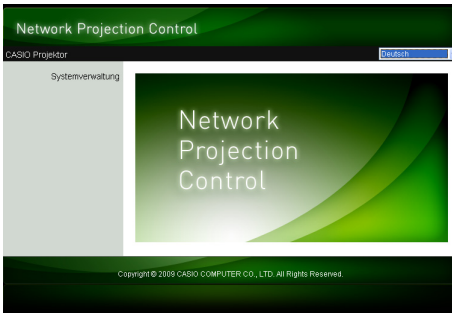 Network Projection Control
CASIO Projektor
Deutsch
Systemverwaltung
Network
Projection
Control
Copyright © 2009 CASIO COMPUTER CO., LTD. All Rights Reserved.